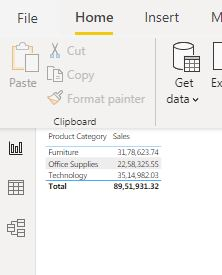 File Home Insert
Cut
Copy
Paste Format painter
Get data
Clipboard
Product Category Sales
Furniture 31,78,623.74
Office Supplies 22,58,325.55
Technology 35,14,982.03
Total 89,51,931.32